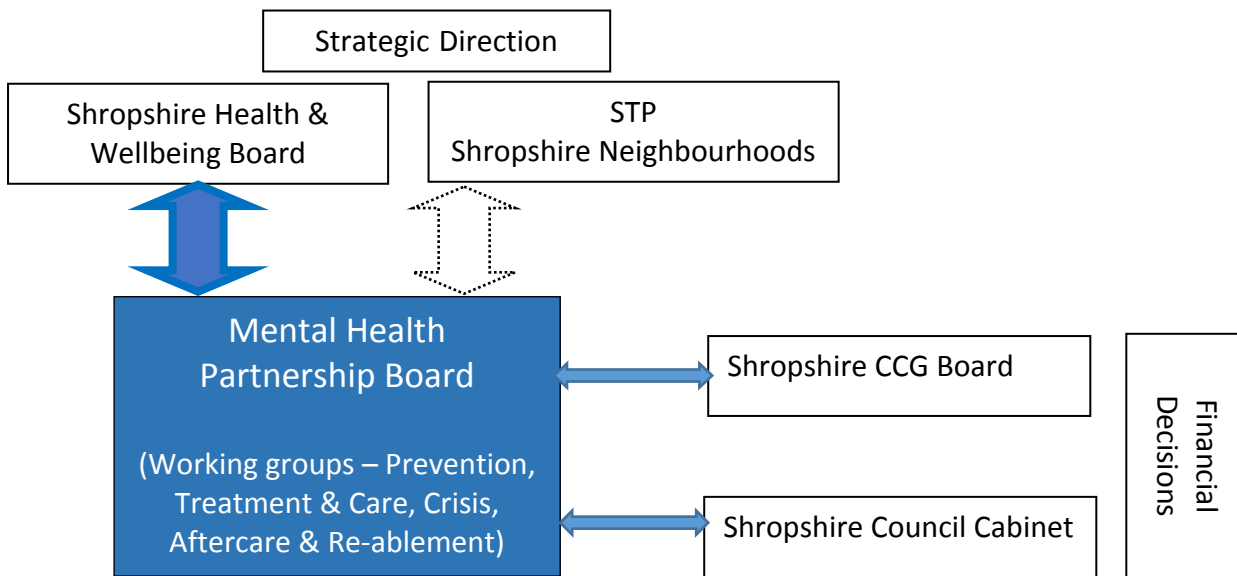 Strategic Direction
Shropshire Health &
Wellbeing Board
STP
Shropshire Neighbourhoods
Mental Health
Partnership Board
(Working groups – Prevention,
Treatment & Care, Crisis,
Aftercare & Re-ablement)
Shropshire CCG Board
Shropshire Council Cabinet
Financial
Decisions